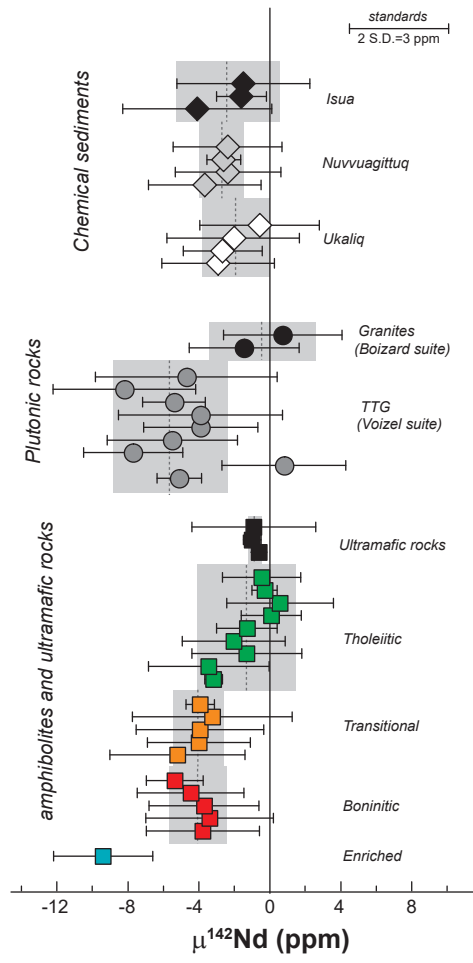 standards
2 S.D.=3 ppm
Chemical sediments
Isua
Nuvvuagittuq
Ukaliq
Plutonic rocks
Granites
(Boizard suite)
TTG
(Voizel suite)
amphibolites and ultramafic rocks
Ultramafic rocks
Tholeiitic
Transitional
Boninitic
Enriched
-12 -8 -4 0 4 8
μ¹⁴²Nd (ppm)